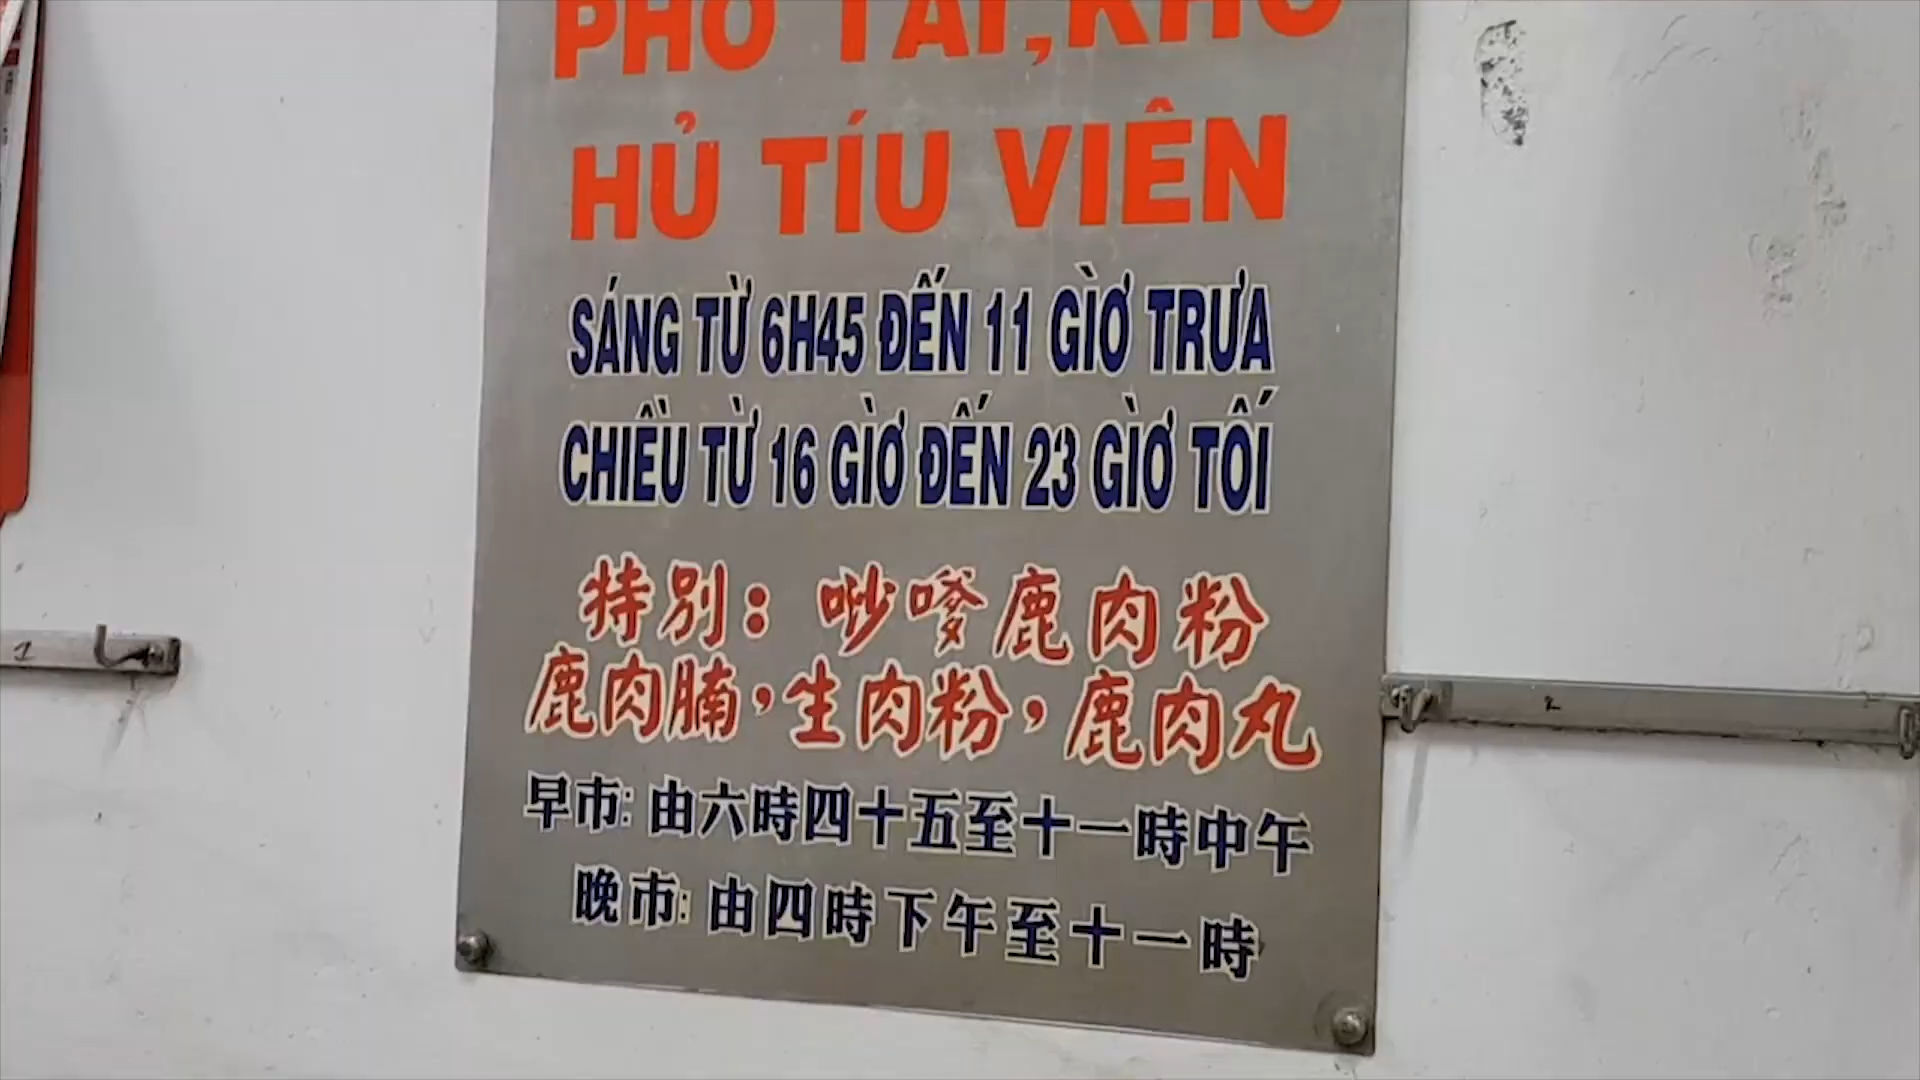 PHỞ TÁI, KHÔ
HỦ TÍU VIÊN
SÁNG TỪ 6H45 ĐẾN 11 GIỜ TRƯA
CHIỀU TỪ 16 GIỜ ĐẾN 23 GIỜ TỐI
特別: 唦嗲鹿肉粉
鹿肉腩,生肉粉,鹿肉丸
早市: 由六時四十五至十一時中午
晚市: 由四時下午至十一時
1
2